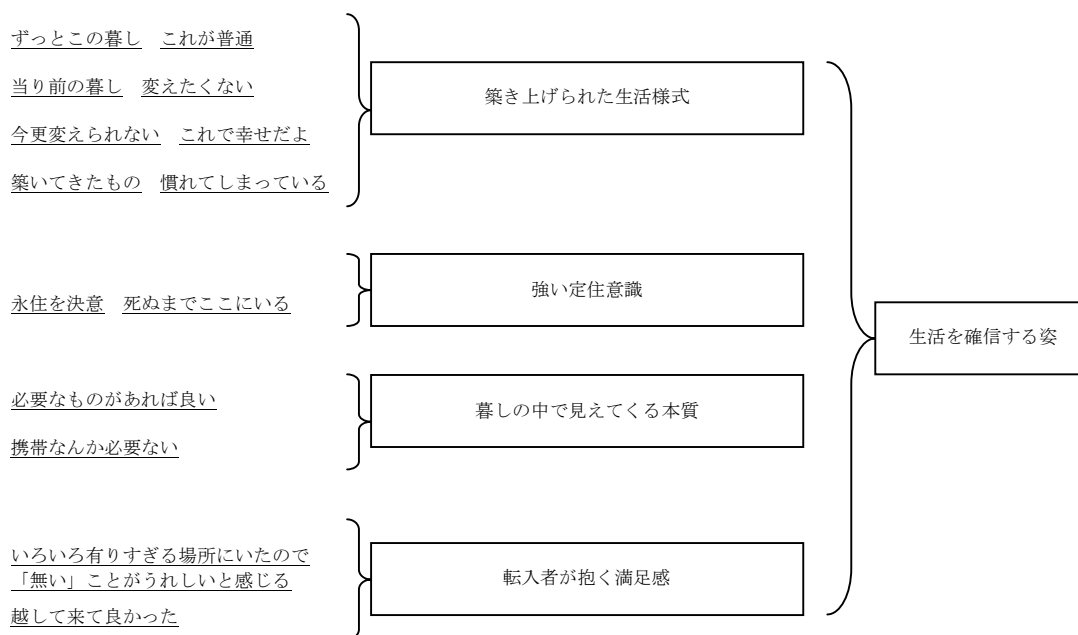 ずっとこの暮し　これが普通
当り前の暮し　変えたくない
今更変えられない　これで幸せだよ
築いてきたもの　慣れてしまっている
築き上げられた生活様式
永住を決意　死ぬまでここにいる
強い定住意識
必要なものがあれば良い
携帯なんか必要ない
暮しの中で見えてくる本質
いろいろ有りすぎる場所にいたので
「無い」ことがうれしいと感じる
越して来て良かった
転入者が抱く満足感
生活を確信する姿